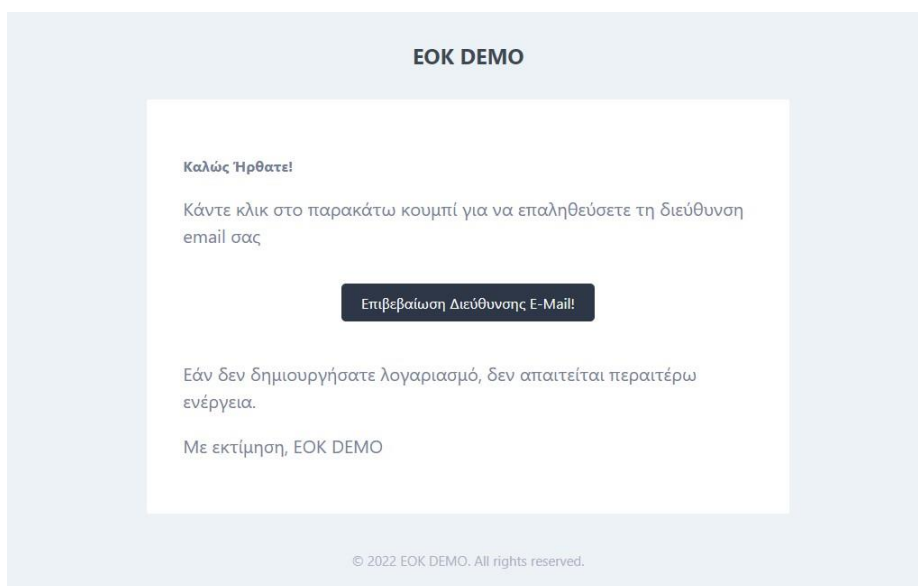 EOK DEMO
Καλώς Ήρθατε!
Κάντε κλικ στο παρακάτω κουμπί για να επαληθεύσετε τη διεύθυνση
email σας
Επιβεβαίωση Διεύθυνσης E-Mail!
Εάν δεν δημιουργήσατε λογαριασμό, δεν απαιτείται περαιτέρω
ενέργεια.
Με εκτίμηση, EOK DEMO
© 2022 EOK DEMO. All rights reserved.